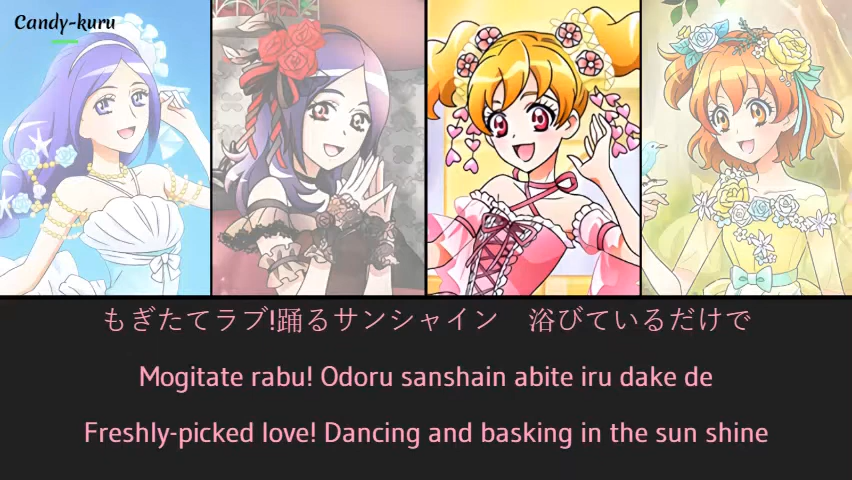 Candy-kuru
もぎたてラブ!踊るサンシャイン　浴びているだけで
Mogitate rabu! Odoru sanshain abite iru dake de
Freshly-picked love! Dancing and basking in the sun shine